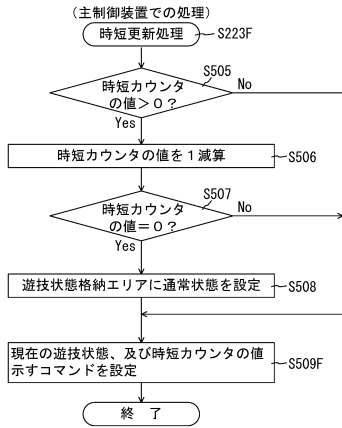 （主制御装置での処理）
時短更新処理
S223F
S505
時短カウンタ
の値＞０？
No
Yes
時短カウンタの値を１減算
S506
S507
時短カウンタ
の値＝０？
No
Yes
遊技状態格納エリアに通常状態を設定
S508
現在の遊技状態、及び時短カウンタの値
示すコマンドを設定
S509F
終　了